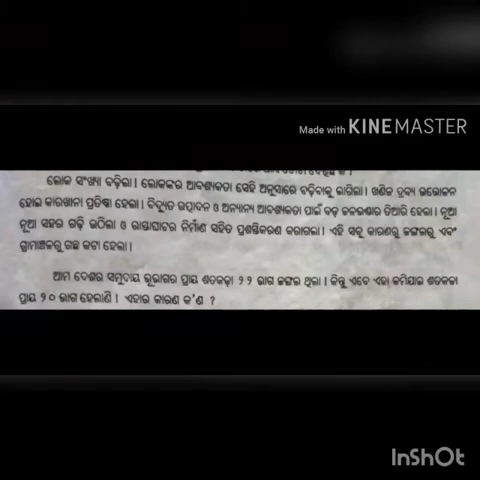 Made with KINEMASTER
ଲୋକ ସଂଖ୍ୟା ବଢ଼ିଲା । ଲୋକଙ୍କର ଆବଶ୍ୟକତା ସେହି ଅନୁସାରେ ବଢ଼ିବାକୁ ଲାଗିଲା । ଖଣିଜ ଦ୍ରବ୍ୟ ଉତ୍ତୋଳନ
ହୋଇ କାରଖାନା ପ୍ରତିଷ୍ଠା ହେଲା । ବିଦ୍ୟୁତ ଉତ୍ପାଦନ ଓ ଅନ୍ୟାନ୍ୟ ଆବଶ୍ୟକତା ପାଇଁ ବଡ଼ ଜଳଭଣ୍ଡାର ତିଆରି ହେଲା । ନୂଆ
ନୂଆ ସହର ଗଢ଼ି ଉଠିଲା ଓ ରାସ୍ତାଘାଟର ନିର୍ମାଣ ସହିତ ପ୍ରଶସ୍ତିକରଣ କରାଗଲା । ଏହି ସବୁ କାରଣରୁ ଜଙ୍ଗଲରୁ ଏବଂ
ଗ୍ରାମାଞ୍ଚଳରୁ ଗଛ କଟା ହେଲା ।
ଆମ ଦେଶର ସମୁଦାୟ ଭୂଭାଗର ପ୍ରାୟ ଶତକଡ଼ା ୨୨ ଭାଗ ଜଙ୍ଗଲ ଥିଲା । କିନ୍ତୁ ଏବେ ଏହା କମିଯାଇ ଶତକଡା
ପ୍ରାୟ ୨୦ ଭାଗ ହେଲାଣି । ଏହାର କାରଣ କ'ଣ ?
InShOt